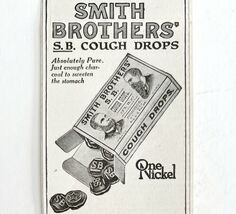 SMITH
BROTHERS'
S.B. COUGH DROPS
Absolutely Pure.
Just enough char-
coal to sweeten
the stomach
SMITH BROTHERS'
S.B.
COUGH DROPS.
SB
One
Nickel